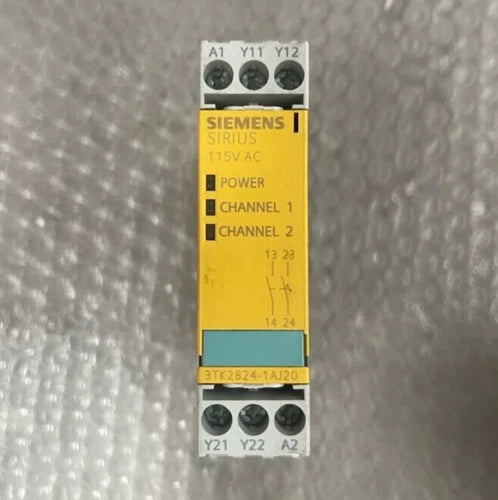 A1 Y11 Y12
SIEMENS
SIRIUS
115V AC
POWER
CHANNEL 1
CHANNEL 2
13 23
14 24
3TK2824-1AJ20
Y21 Y22 A2